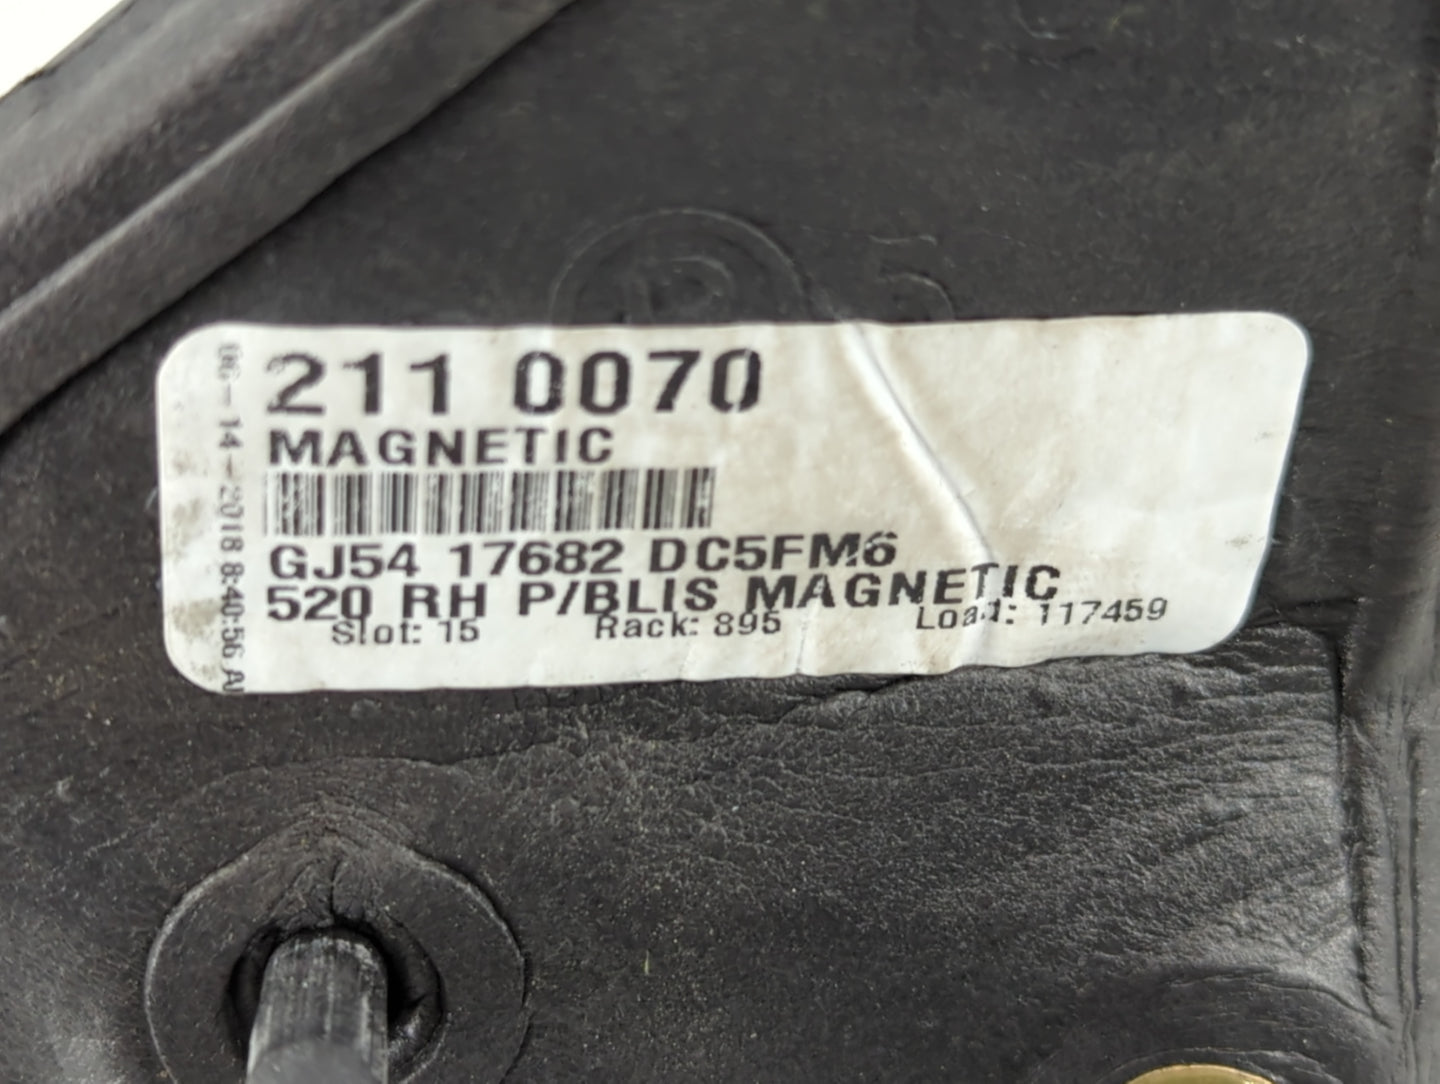 211 0070
MAGNETIC
GJ54 17682 DC5FM6
520 RH P/BLIS MAGNETIC
Slot: 15 Rack: 895 Load: 117459
06-14-2018 8:40:56